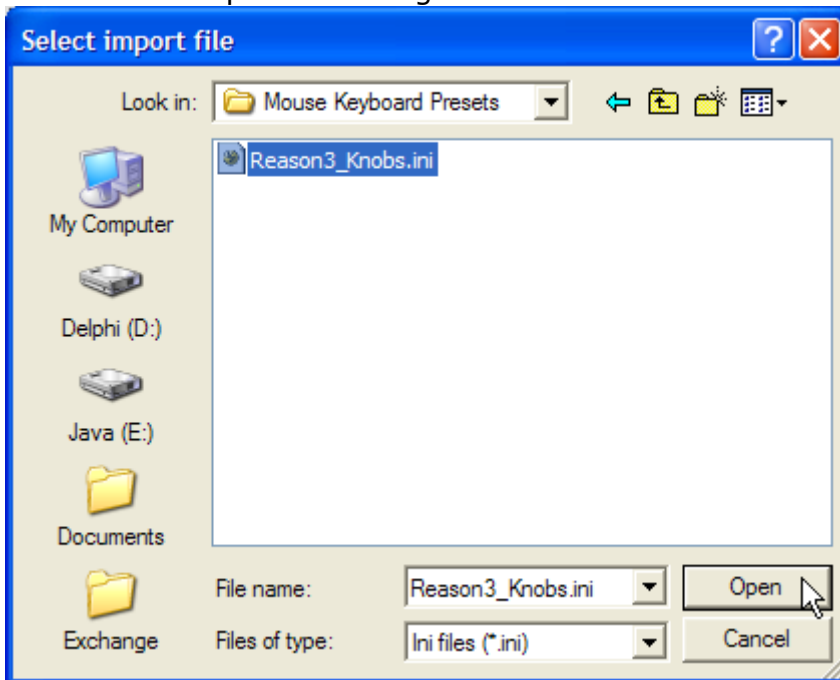 Select import file
Look in: Mouse Keyboard Presets
Reason3_Knobs.ini
My Computer
Delphi (D:)
Java (E:)
Documents
Exchange
File name: Reason3_Knobs.ini Open
Files of type: Ini files (*.ini) Cancel